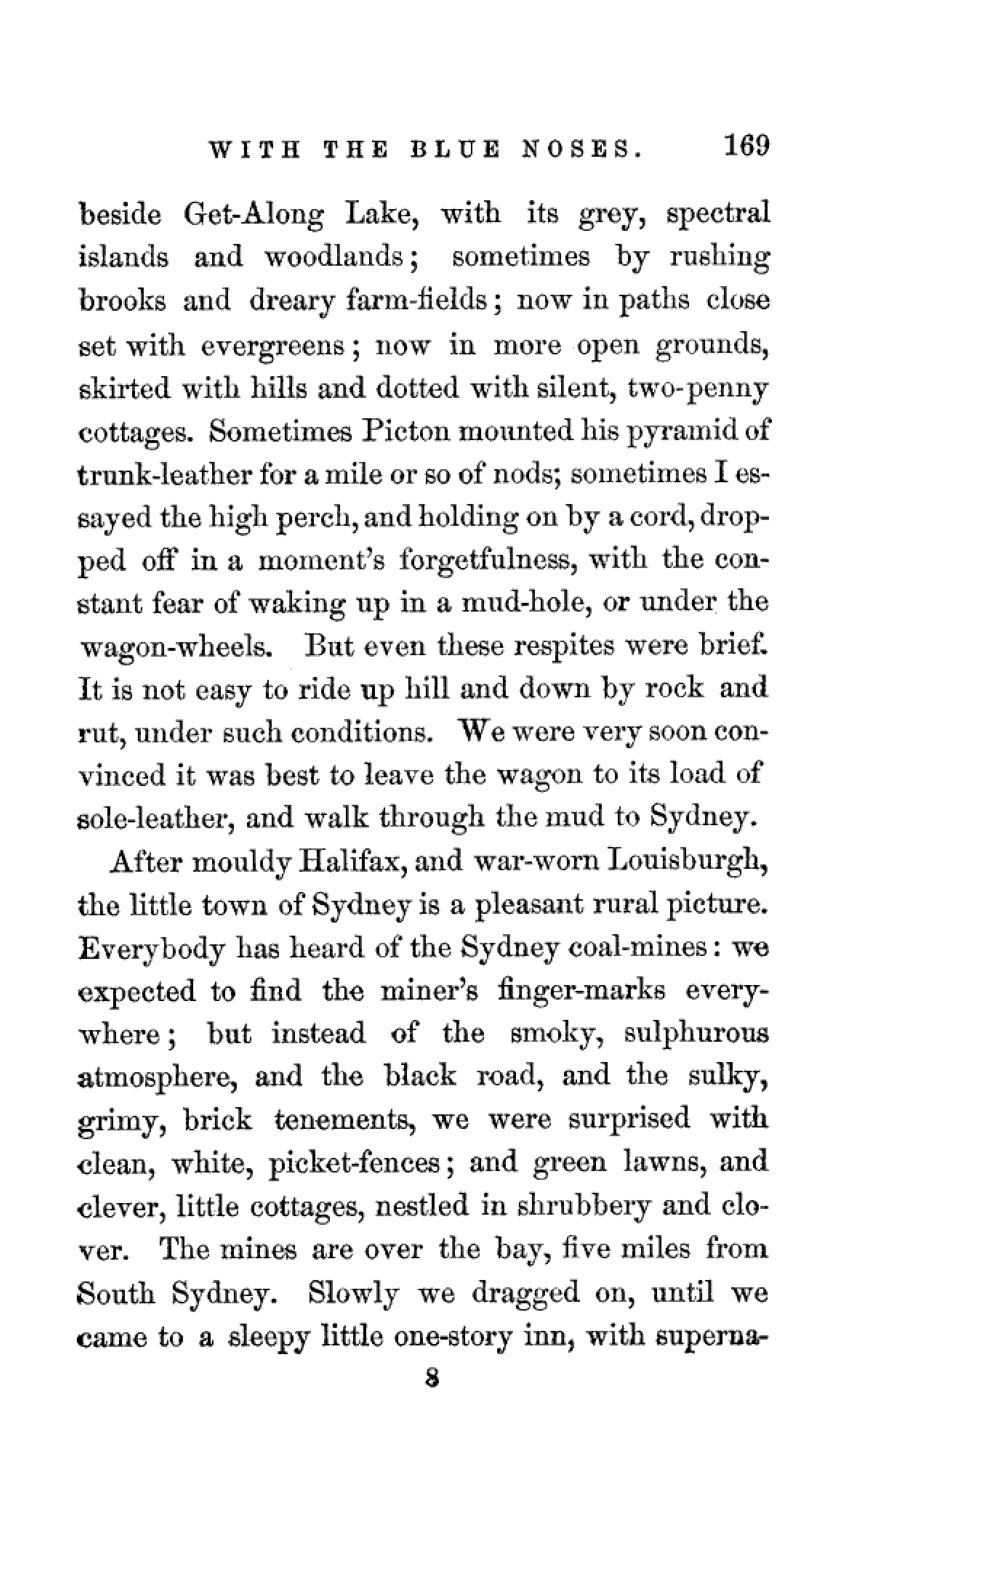 WITH THE BLUE NOSES. 169
beside Get-Along Lake, with its grey, spectral
islands and woodlands; sometimes by rushing
brooks and dreary farm-fields; now in paths close
set with evergreens; now in more open grounds,
skirted with hills and dotted with silent, two-penny
cottages. Sometimes Picton mounted his pyramid of
trunk-leather for a mile or so of nods; sometimes I es-
sayed the high perch, and holding on by a cord, drop-
ped off in a moment's forgetfulness, with the con-
stant fear of waking up in a mud-hole, or under the
wagon-wheels. But even these respites were brief.
It is not easy to ride up hill and down by rock and
rut, under such conditions. We were very soon con-
vinced it was best to leave the wagon to its load of
sole-leather, and walk through the mud to Sydney.
After mouldy Halifax, and war-worn Louisburgh,
the little town of Sydney is a pleasant rural picture.
Everybody has heard of the Sydney coal-mines: we
expected to find the miner's finger-marks every-
where; but instead of the smoky, sulphurous
atmosphere, and the black road, and the sulky,
grimy, brick tenements, we were surprised with
clean, white, picket-fences; and green lawns, and
clever, little cottages, nestled in shrubbery and clo-
ver. The mines are over the bay, five miles from
South Sydney. Slowly we dragged on, until we
came to a sleepy little one-story inn, with superna-
8